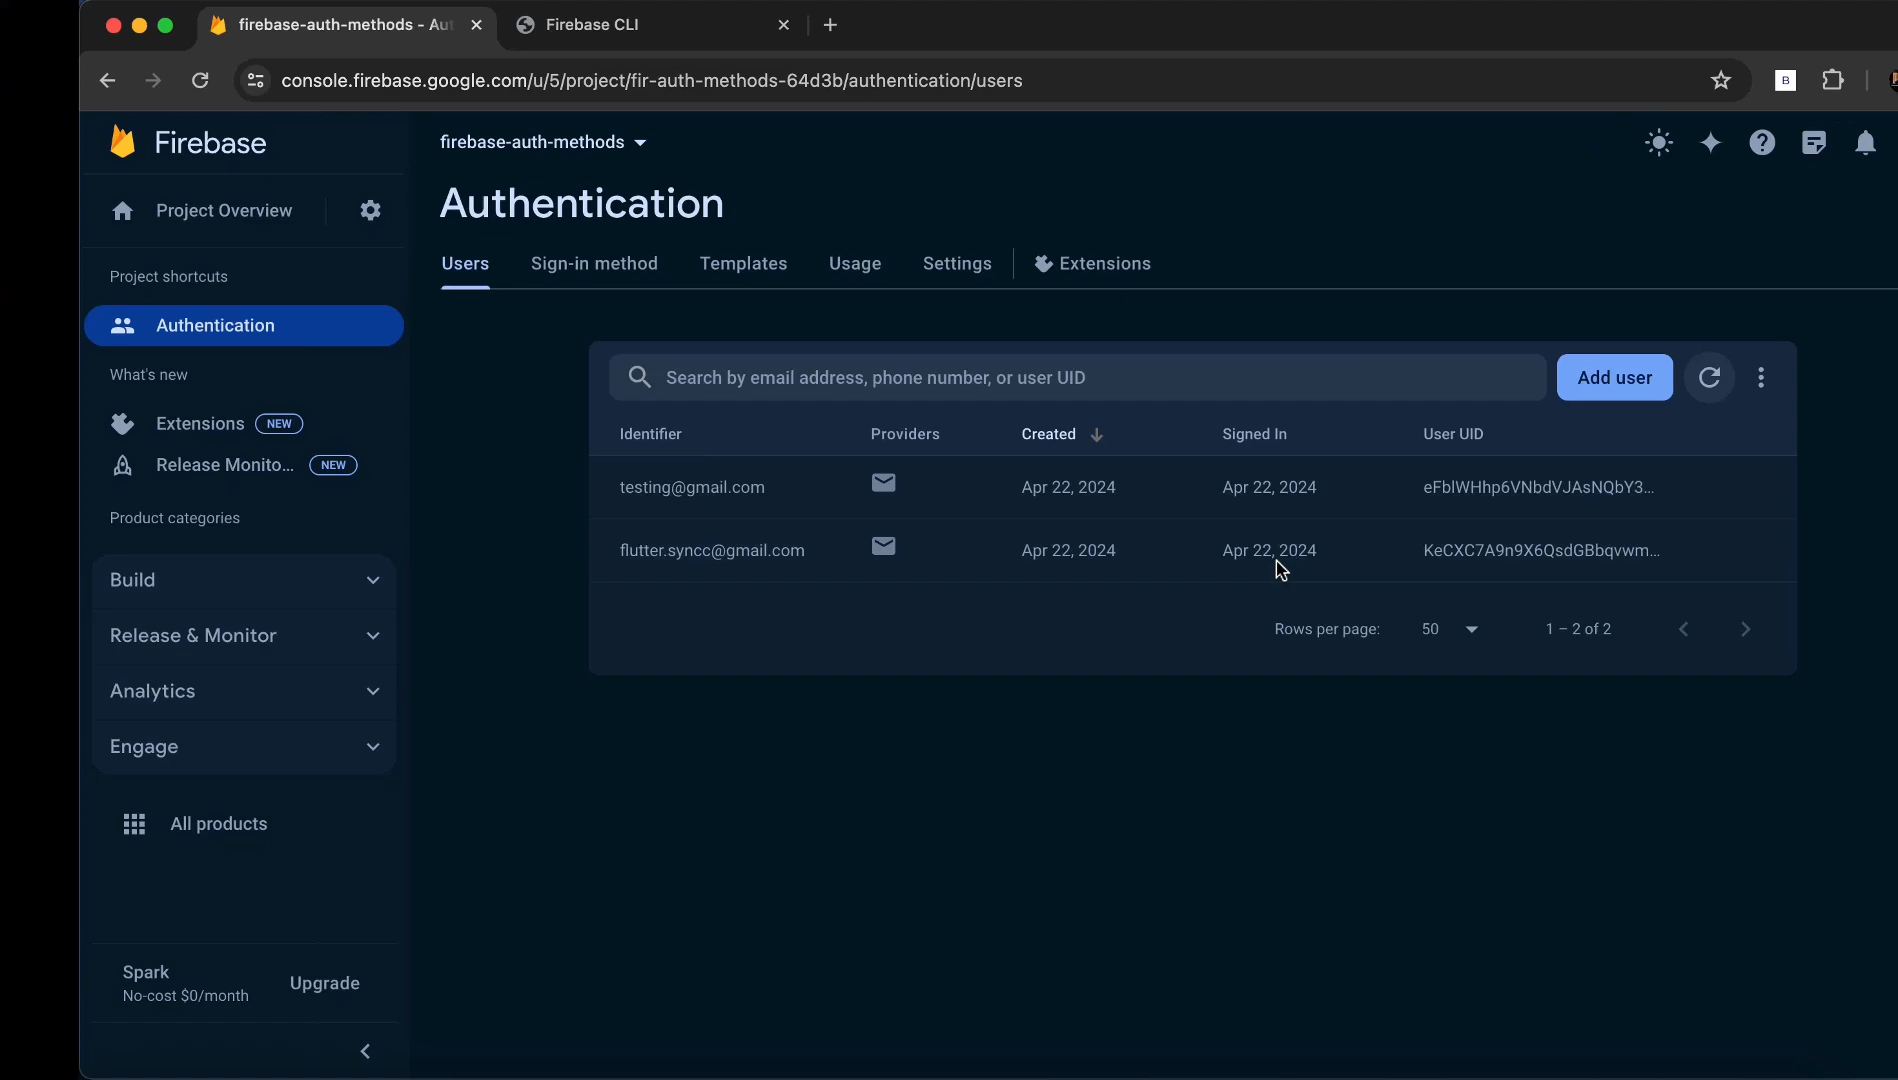 firebase-auth-methods - Au
Firebase CLI
console.firebase.google.com/u/5/project/fir-auth-methods-64d3b/authentication/users
B
Firebase
firebase-auth-methods
Project Overview
Authentication
Users
Sign-in method
Templates
Usage
Settings
Extensions
Project shortcuts
Authentication
What's new
Extensions NEW
Release Monito... NEW
Product categories
Build
Release & Monitor
Analytics
Engage
All products
Spark
No-cost $0/month
Upgrade
Search by email address, phone number, or user UID
Add user
Identifier Providers Created Signed In User UID
testing@gmail.com Apr 22, 2024 Apr 22, 2024 eFblWHhp6VNbdVJAsNQbY3...
flutter.syncc@gmail.com Apr 22, 2024 Apr 22, 2024 KeCXC7A9n9X6QsdGBbqvwm...
Rows per page: 50 1 – 2 of 2